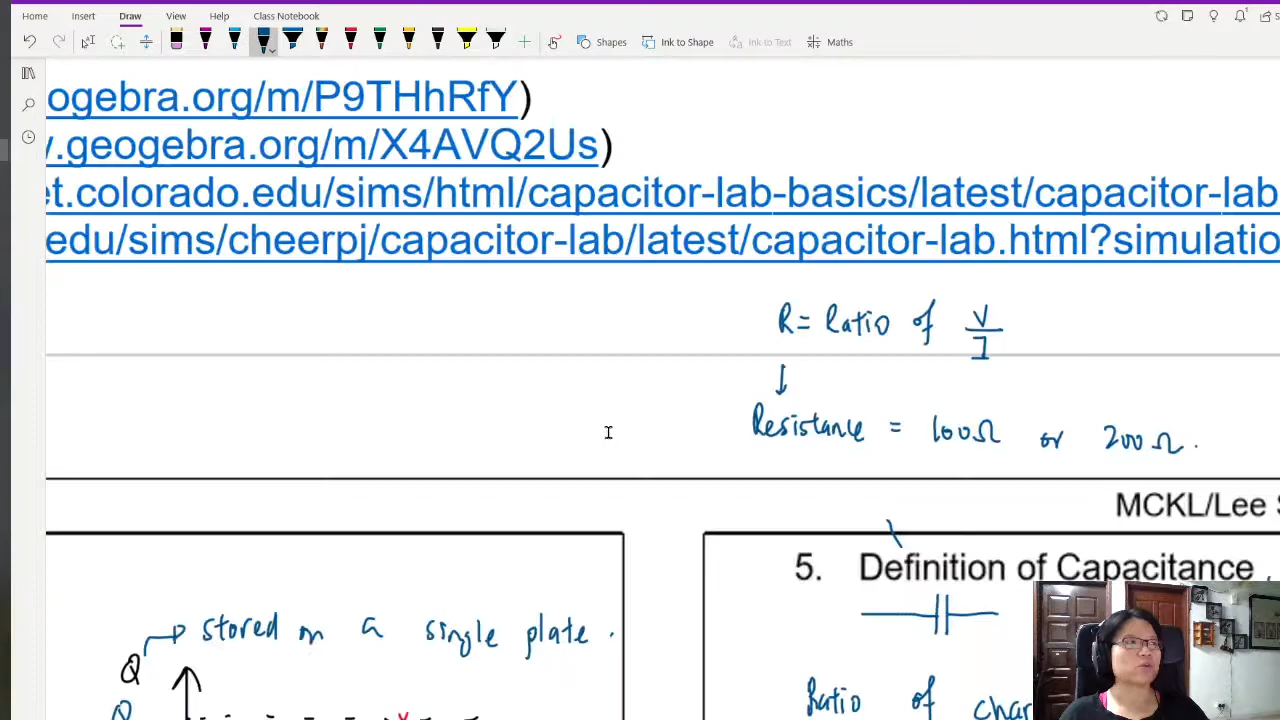 Home Insert Draw View Help Class Notebook
Shapes Ink to Shape Ink to Text Maths
ogebra.org/m/P9THhRfY)
.geogebra.org/m/X4AVQ2Us)
et.colorado.edu/sims/html/capacitor-lab-basics/latest/capacitor-lab
edu/sims/cheerpj/capacitor-lab/latest/capacitor-lab.html?simulatio
R = Ratio of V/I
↓
Resistance = 100Ω or 200Ω.
MCKL/Lee S
5. Definition of Capacitance
stored on a single plate.
Q
Ratio of char